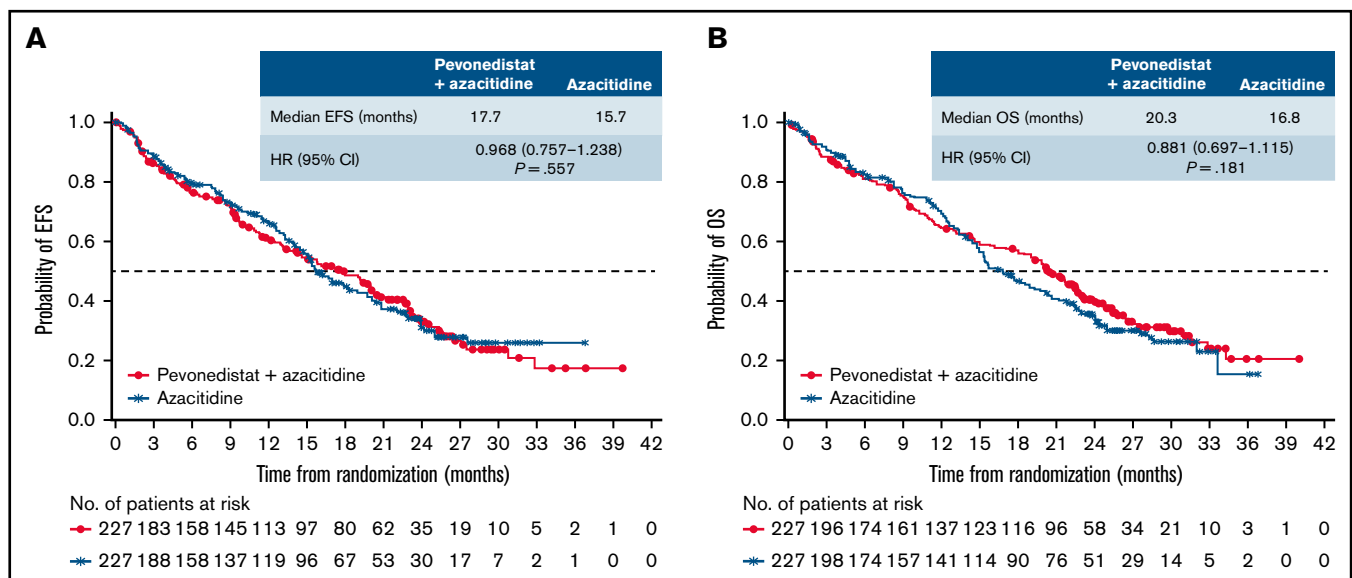 A
Pevonedistat + azacitidine Azacitidine
Median EFS (months) 17.7 15.7
HR (95% CI) 0.968 (0.757–1.238)
P = .557
Probability of EFS
1.0
0.8
0.6
0.4
0.2
0.0
Pevonedistat + azacitidine
Azacitidine
0 3 6 9 12 15 18 21 24 27 30 33 36 39 42
Time from randomization (months)
No. of patients at risk
227 183 158 145 113 97 80 62 35 19 10 5 2 1 0
227 188 158 137 119 96 67 53 30 17 7 2 1 0 0
B
Pevonedistat + azacitidine Azacitidine
Median OS (months) 20.3 16.8
HR (95% CI) 0.881 (0.697–1.115)
P = .181
Probability of OS
1.0
0.8
0.6
0.4
0.2
0.0
Pevonedistat + azacitidine
Azacitidine
0 3 6 9 12 15 18 21 24 27 30 33 36 39 42
Time from randomization (months)
No. of patients at risk
227 196 174 161 137 123 116 96 58 34 21 10 3 1 0
227 198 174 157 141 114 90 76 51 29 14 5 2 0 0